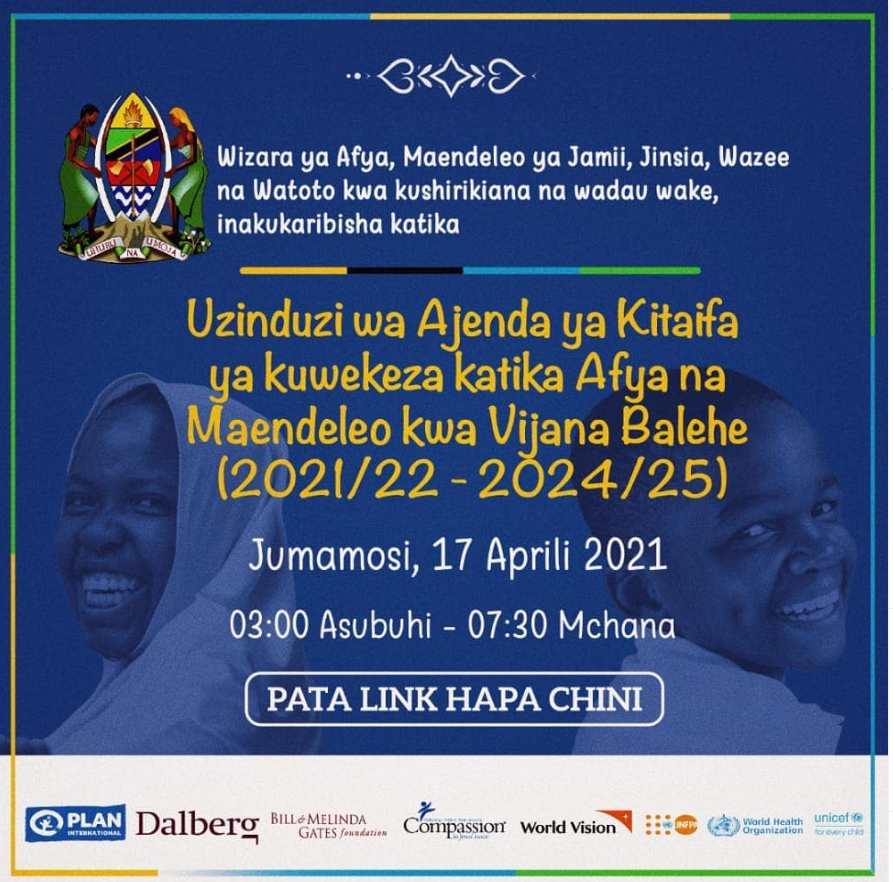 Wizara ya Afya, Maendeleo ya Jamii, Jinsia, Wazee
na Watoto kwa kushirikiana na wadau wake,
inakukaribisha katika
UHURU NA UMOJA
Uzinduzi wa Ajenda ya Kitaifa
ya kuwekeza katika Afya na
Maendeleo kwa Vijana Balehe
(2021/22 - 2024/25)
Jumamosi, 17 Aprili 2021
03:00 Asubuhi - 07:30 Mchana
PATA LINK HAPA CHINI
PLAN
INTERNATIONAL
Dalberg
BILL & MELINDA
GATES foundation
Compassion
in Jesus' name
World Vision
UNFPA
World Health
Organization
unicef
for every child